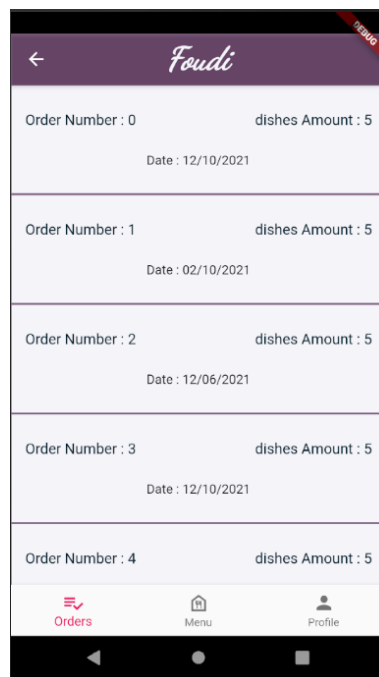 DEBUG
Foudi
Order Number : 0 dishes Amount : 5
Date : 12/10/2021
Order Number : 1 dishes Amount : 5
Date : 02/10/2021
Order Number : 2 dishes Amount : 5
Date : 12/06/2021
Order Number : 3 dishes Amount : 5
Date : 12/10/2021
Order Number : 4 dishes Amount : 5
Orders Menu Profile